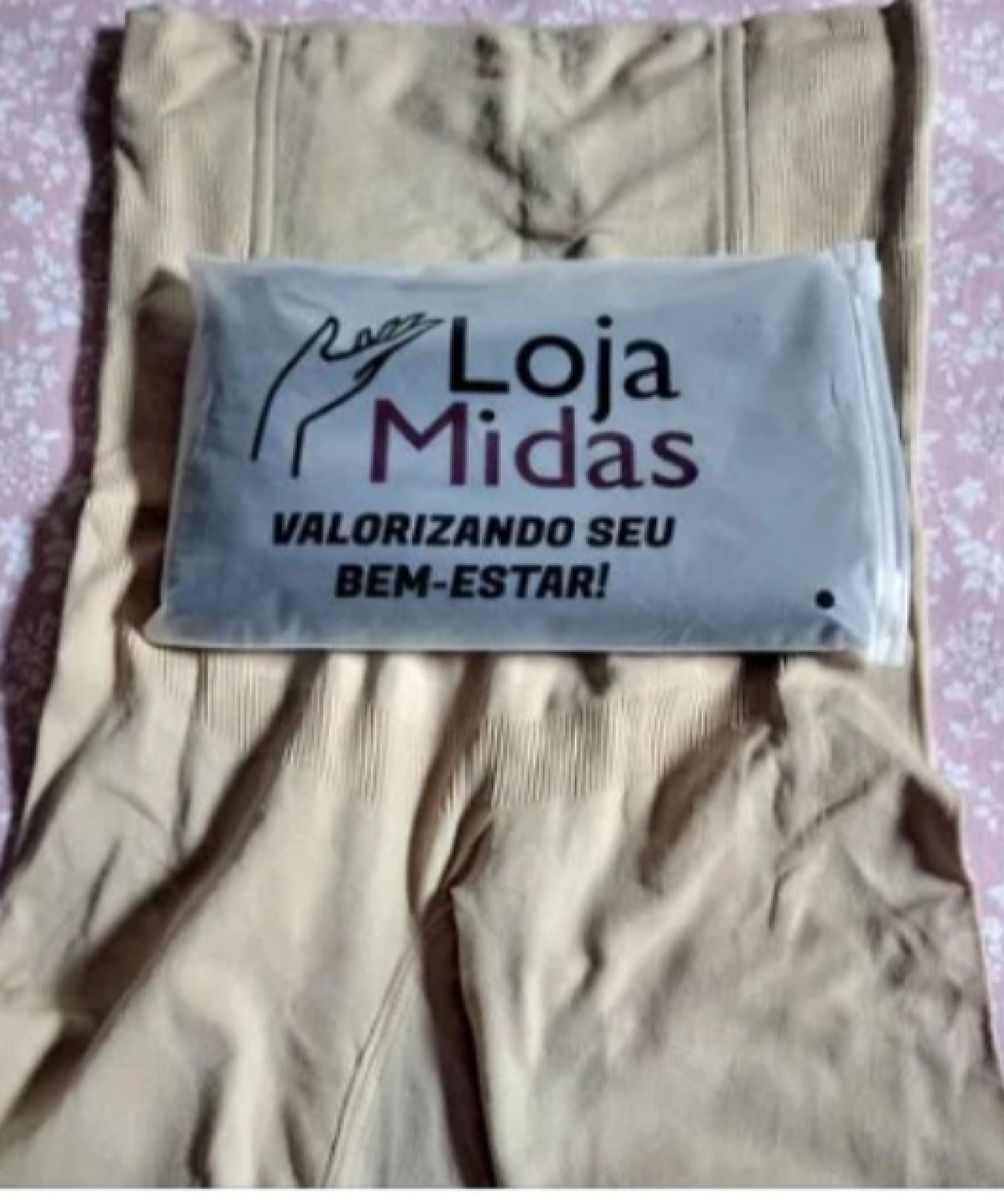 Loja
Midas
VALORIZANDO SEU
BEM-ESTAR!